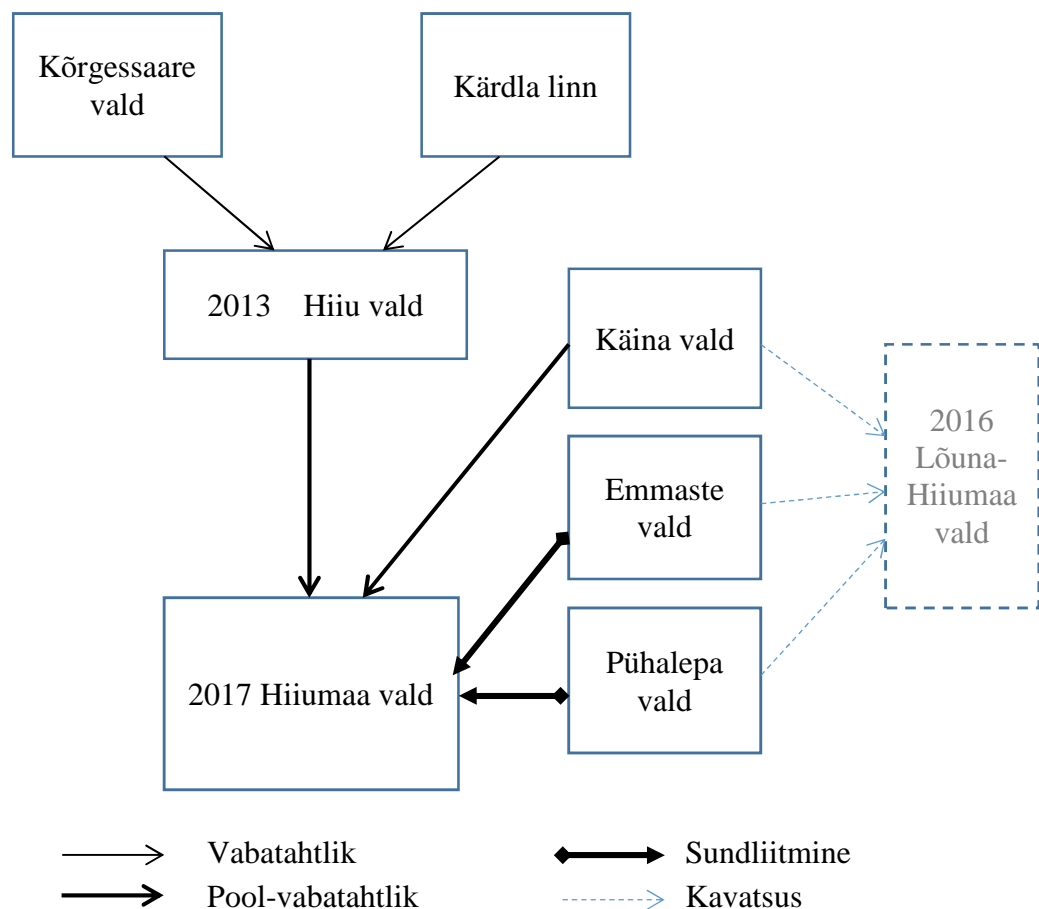 Kõrgessaare
vald
Kärdla linn
2013 Hiiu vald
Käina vald
Emmaste
vald
Pühalepa
vald
2016
Lõuna-
Hiiumaa
vald
2017 Hiiumaa vald
Vabatahtlik
Sundliitmine
Pool-vabatahtlik
Kavatsus